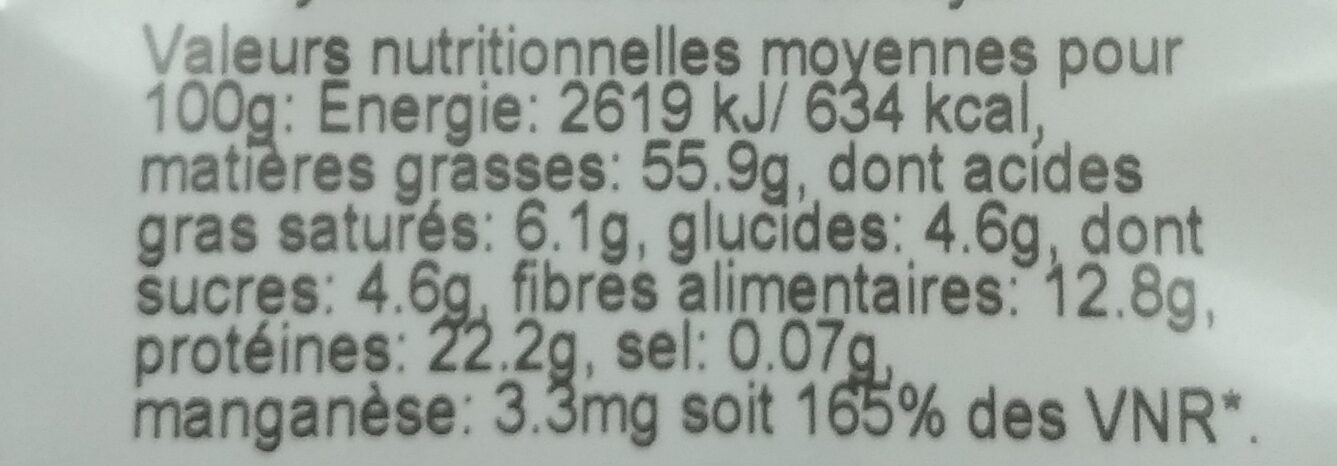 Valeurs nutritionnelles moyennes pour
100g: Energie: 2619 kJ/ 634 kcal,
matières grasses: 55.9g, dont acides
gras saturés: 6.1g, glucides: 4.6g, dont
sucres: 4.6g, fibres alimentaires: 12.8g,
protéines: 22.2g, sel: 0.07g,
manganèse: 3.3mg soit 165% des VNR*.